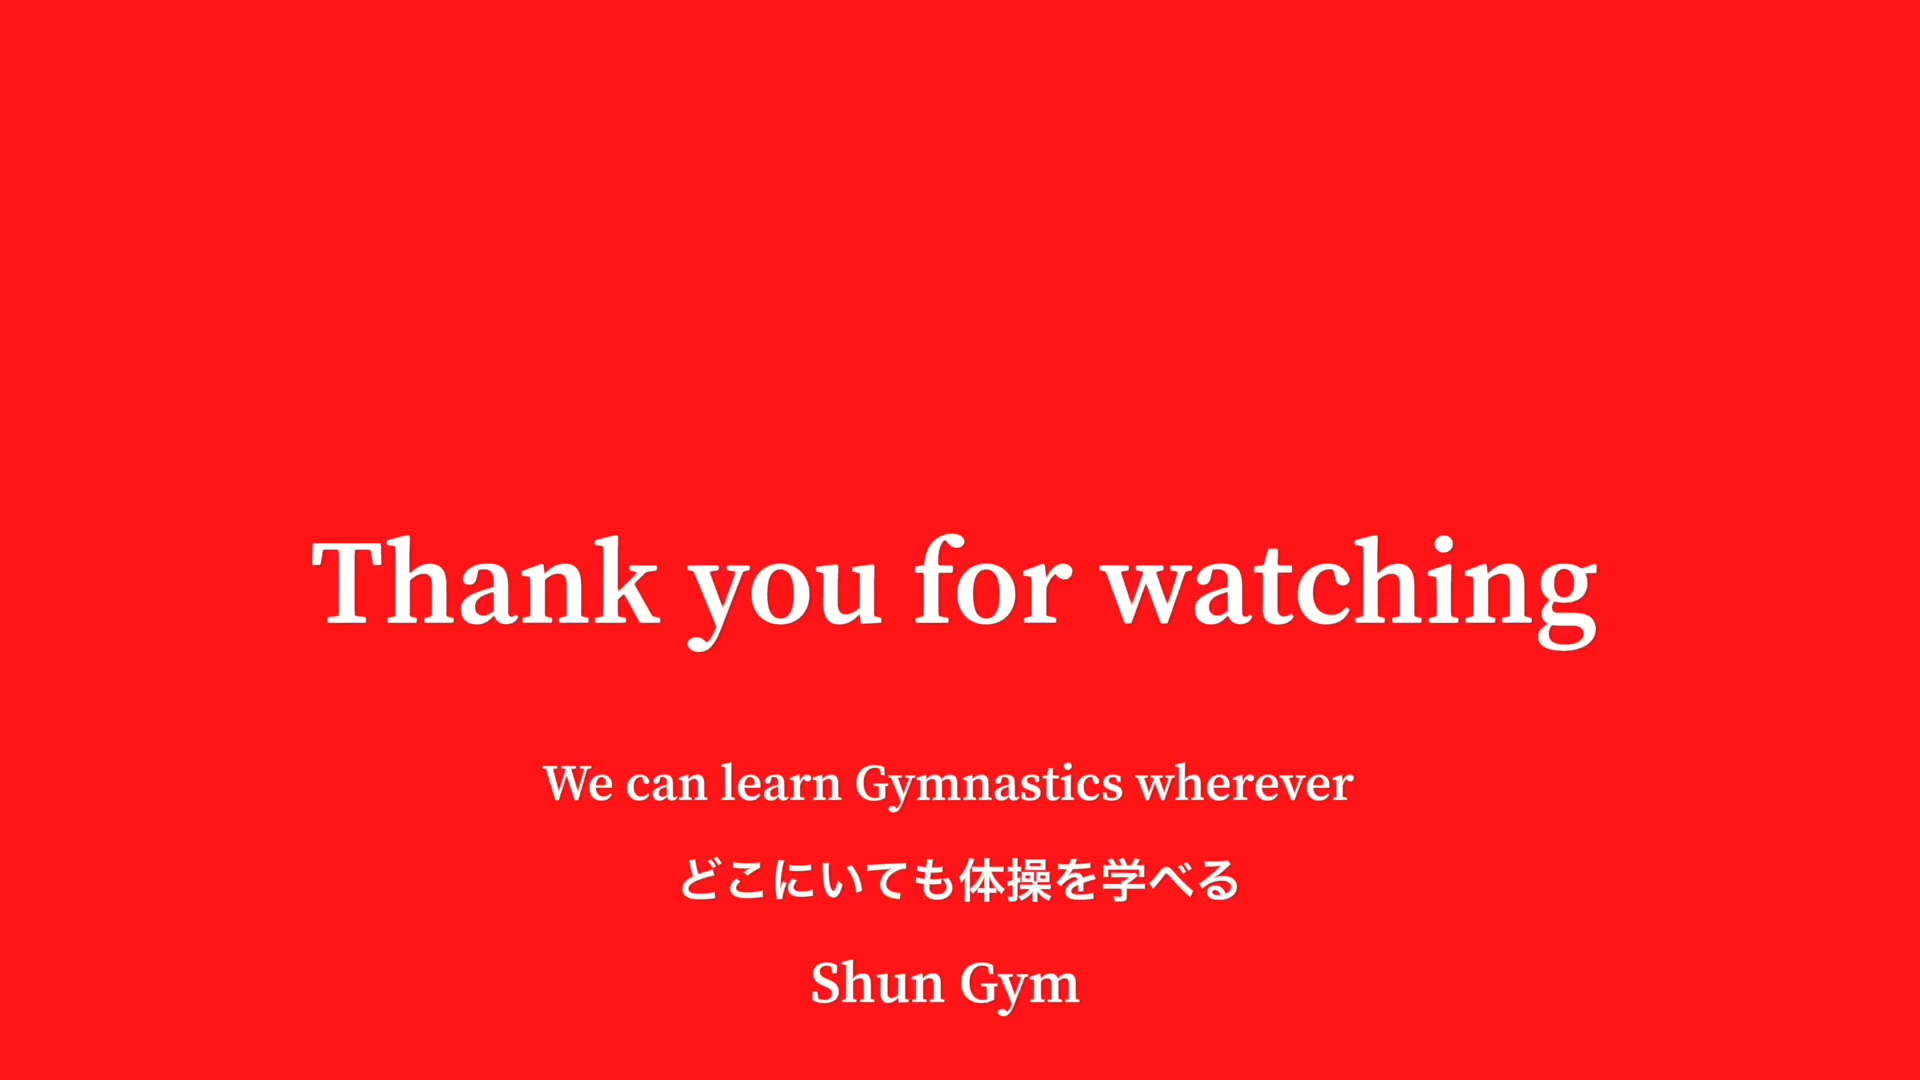 Thank you for watching
We can learn Gymnastics wherever
どこにいても体操を学べる
Shun Gym